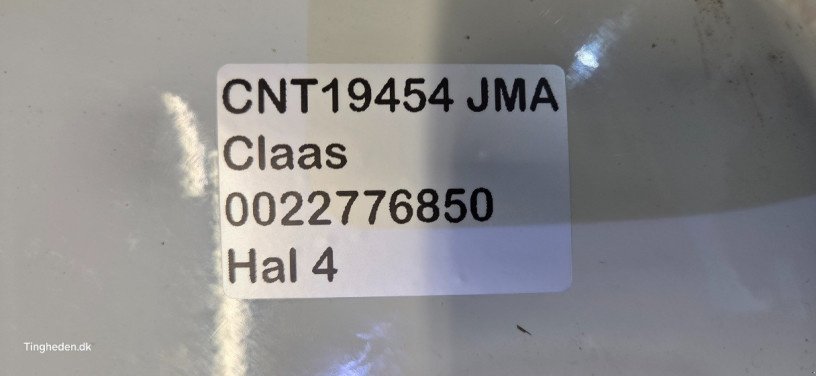 CNT19454 JMA
Claas
0022776850
Hal 4
Tingheden.dk